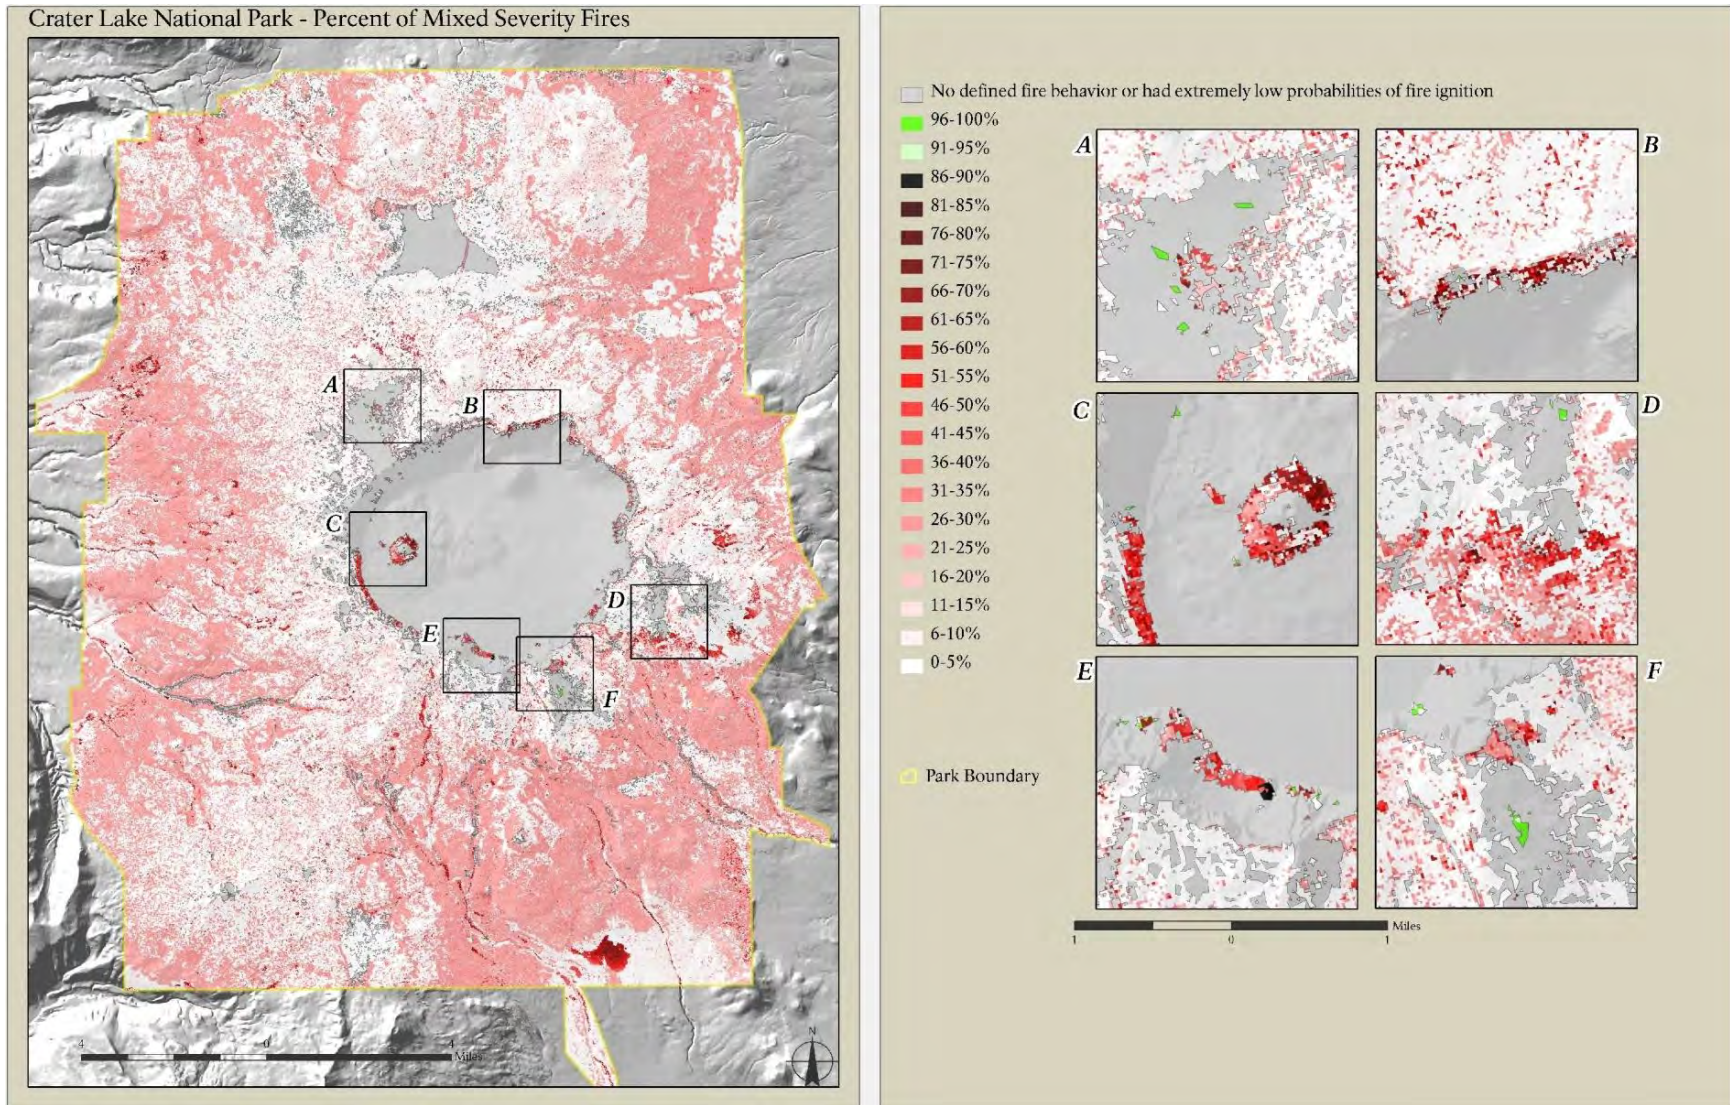 Crater Lake National Park - Percent of Mixed Severity Fires
A
B
C
D
E
F
4 0 4
Miles
N
No defined fire behavior or had extremely low probabilities of fire ignition
96-100%
91-95%
86-90%
81-85%
76-80%
71-75%
66-70%
61-65%
56-60%
51-55%
46-50%
41-45%
36-40%
31-35%
26-30%
21-25%
16-20%
11-15%
6-10%
0-5%
Park Boundary
A
B
C
D
E
F
Miles
1 0 1